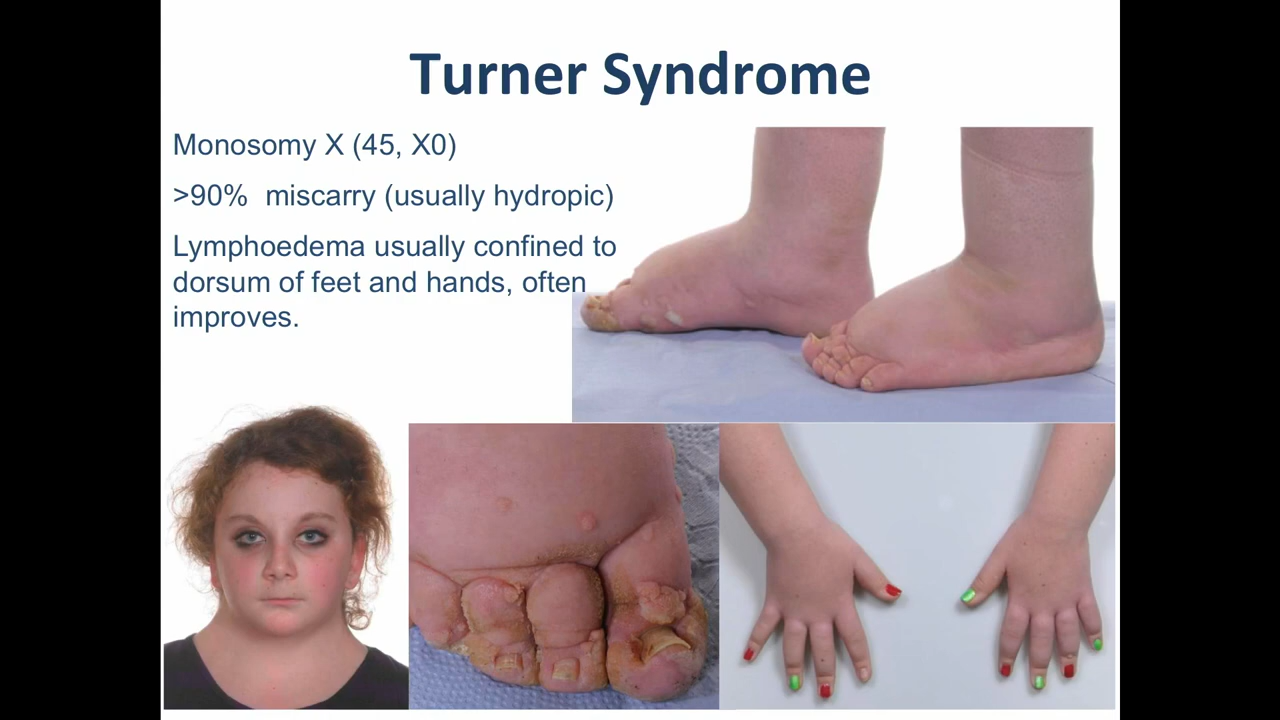 Turner Syndrome
Monosomy X (45, X0)
>90%  miscarry (usually hydropic)
Lymphoedema usually confined to
dorsum of feet and hands, often
improves.